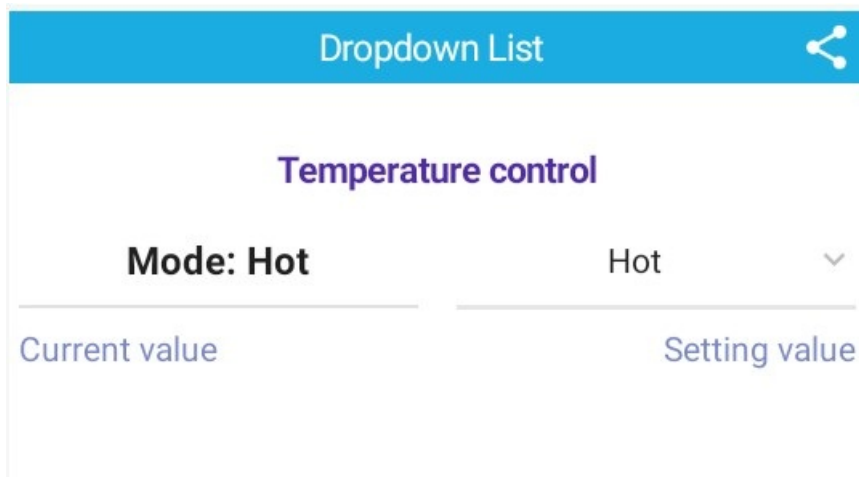 Dropdown List
Temperature control
Mode: Hot
Hot
Current value
Setting value